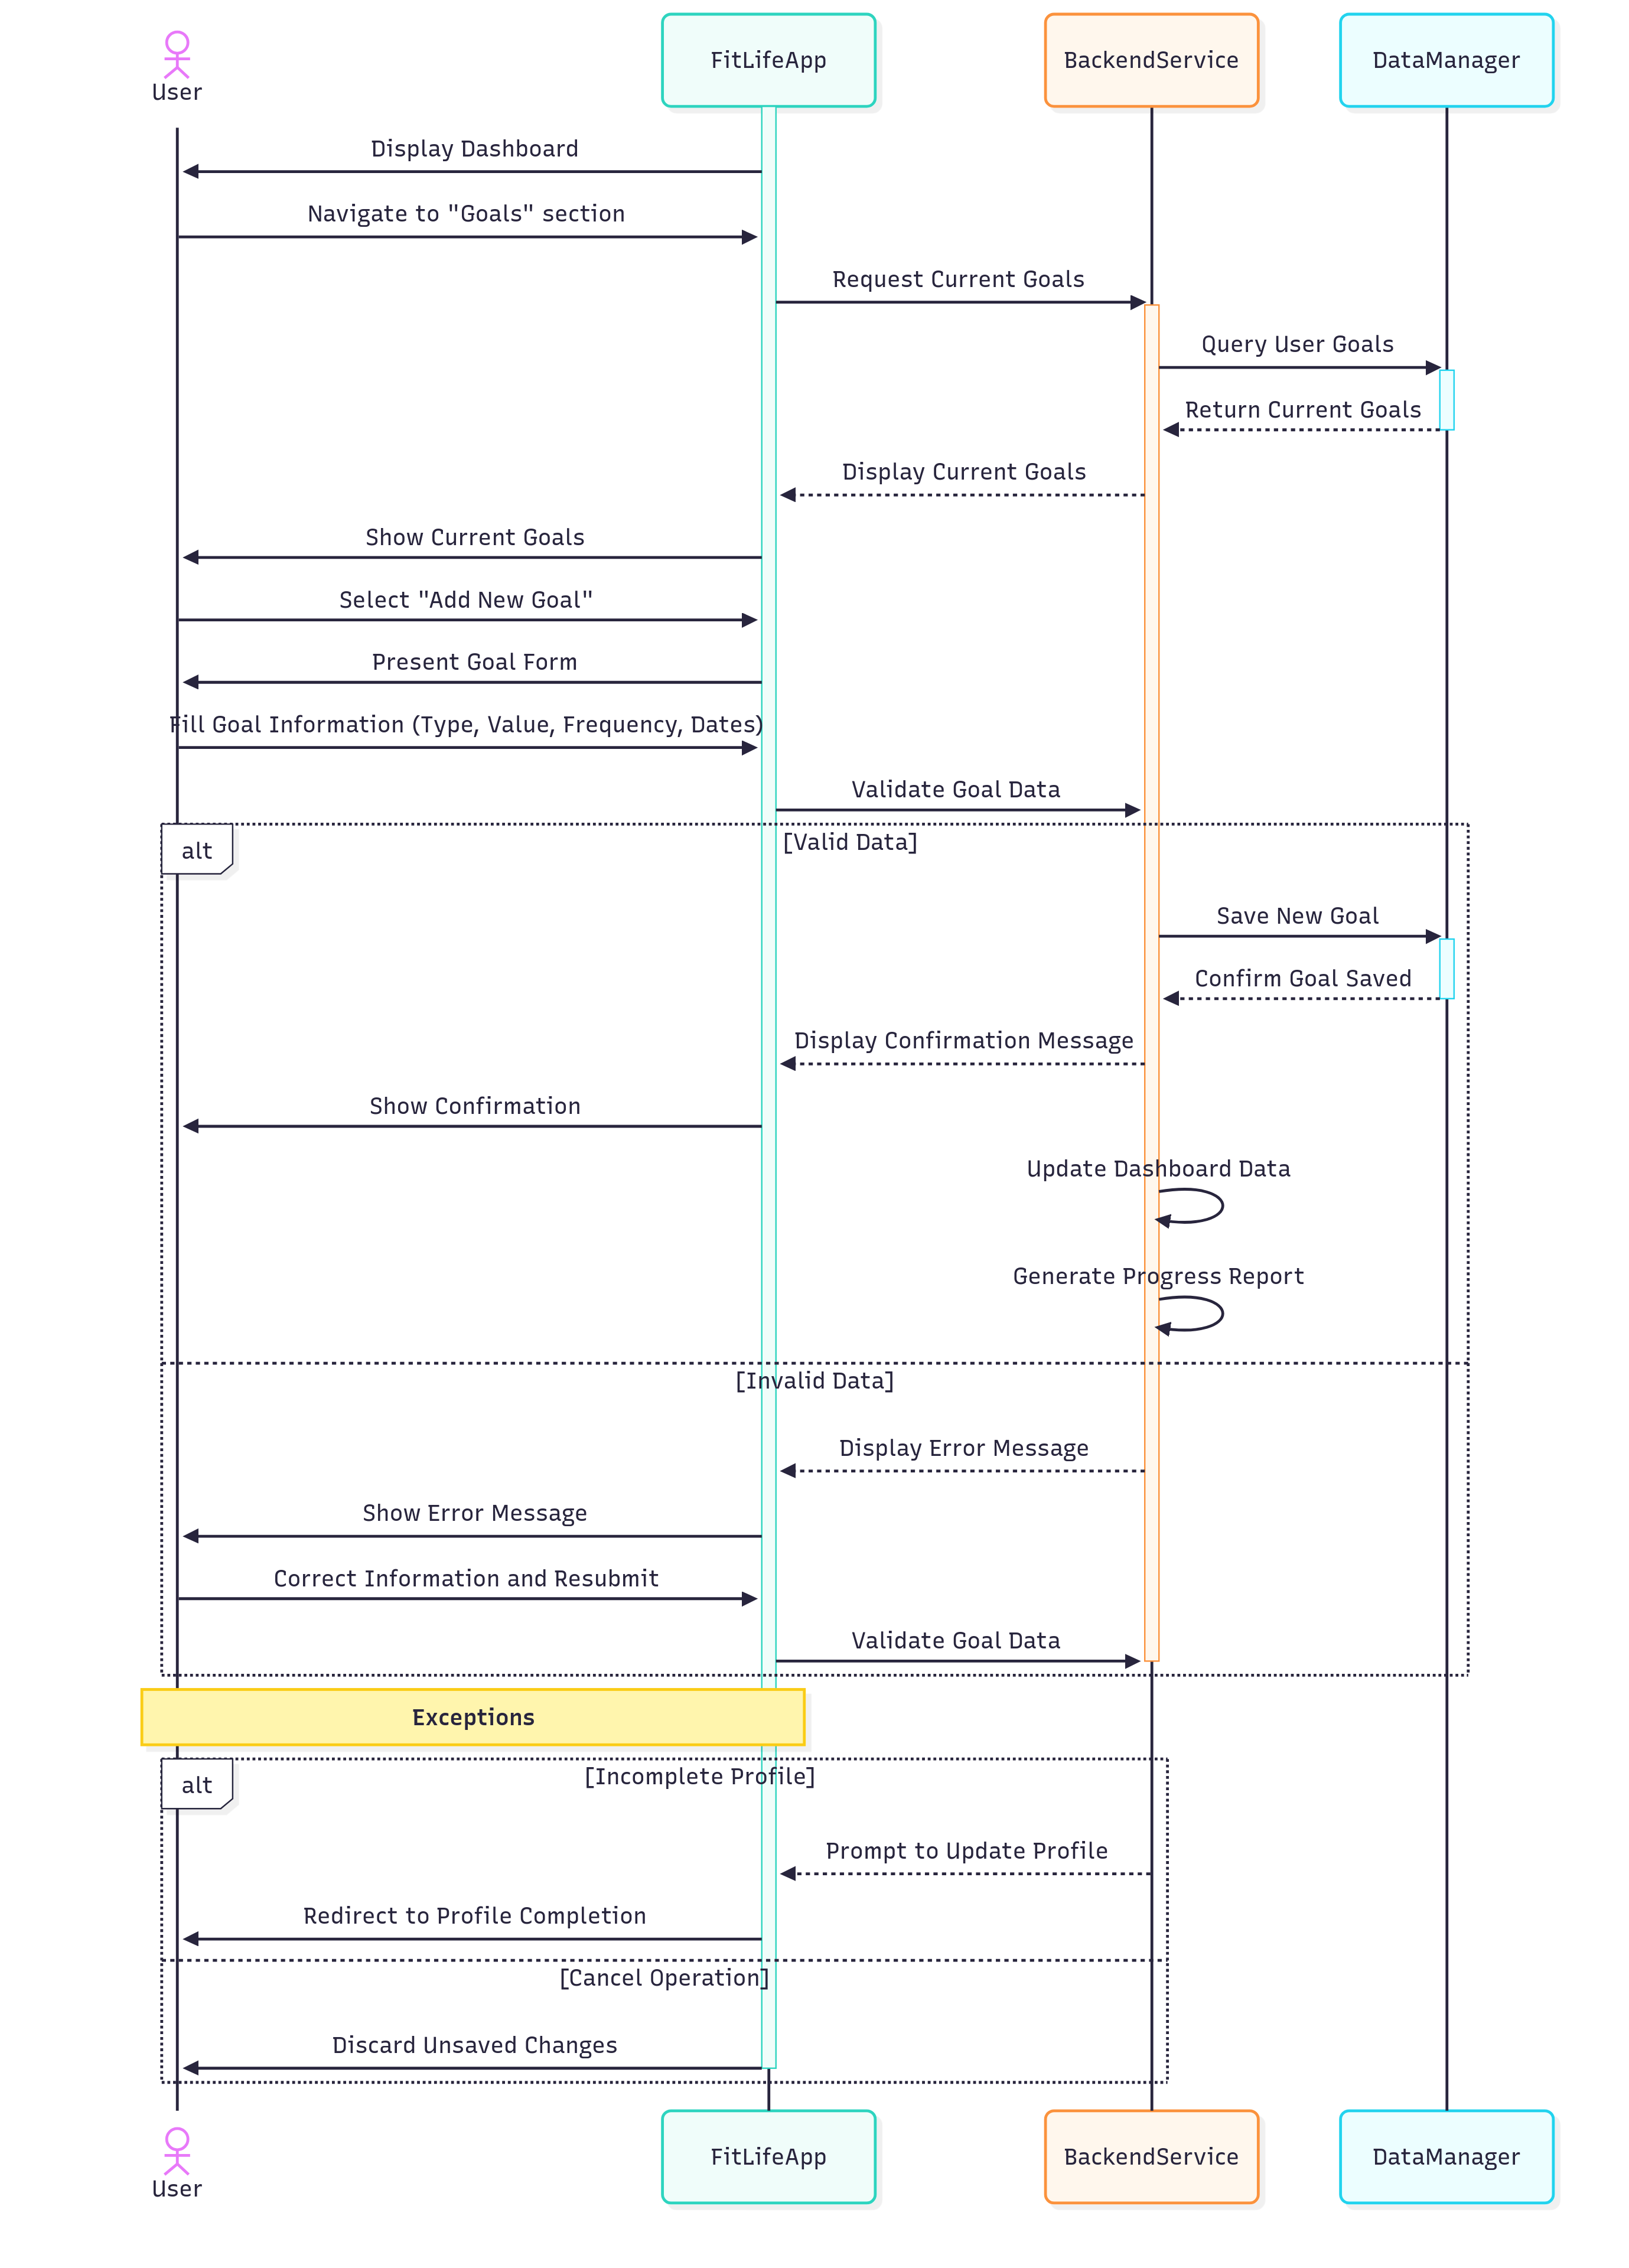 User
FitLifeApp
BackendService
DataManager
Display Dashboard
Navigate to "Goals" section
Request Current Goals
Query User Goals
Return Current Goals
Display Current Goals
Show Current Goals
Select "Add New Goal"
Present Goal Form
Fill Goal Information (Type, Value, Frequency, Dates)
Validate Goal Data
alt
[Valid Data]
Save New Goal
Confirm Goal Saved
Display Confirmation Message
Show Confirmation
Update Dashboard Data
Generate Progress Report
[Invalid Data]
Display Error Message
Show Error Message
Correct Information and Resubmit
Validate Goal Data
Exceptions
alt
[Incomplete Profile]
Prompt to Update Profile
Redirect to Profile Completion
[Cancel Operation]
Discard Unsaved Changes
User
FitLifeApp
BackendService
DataManager